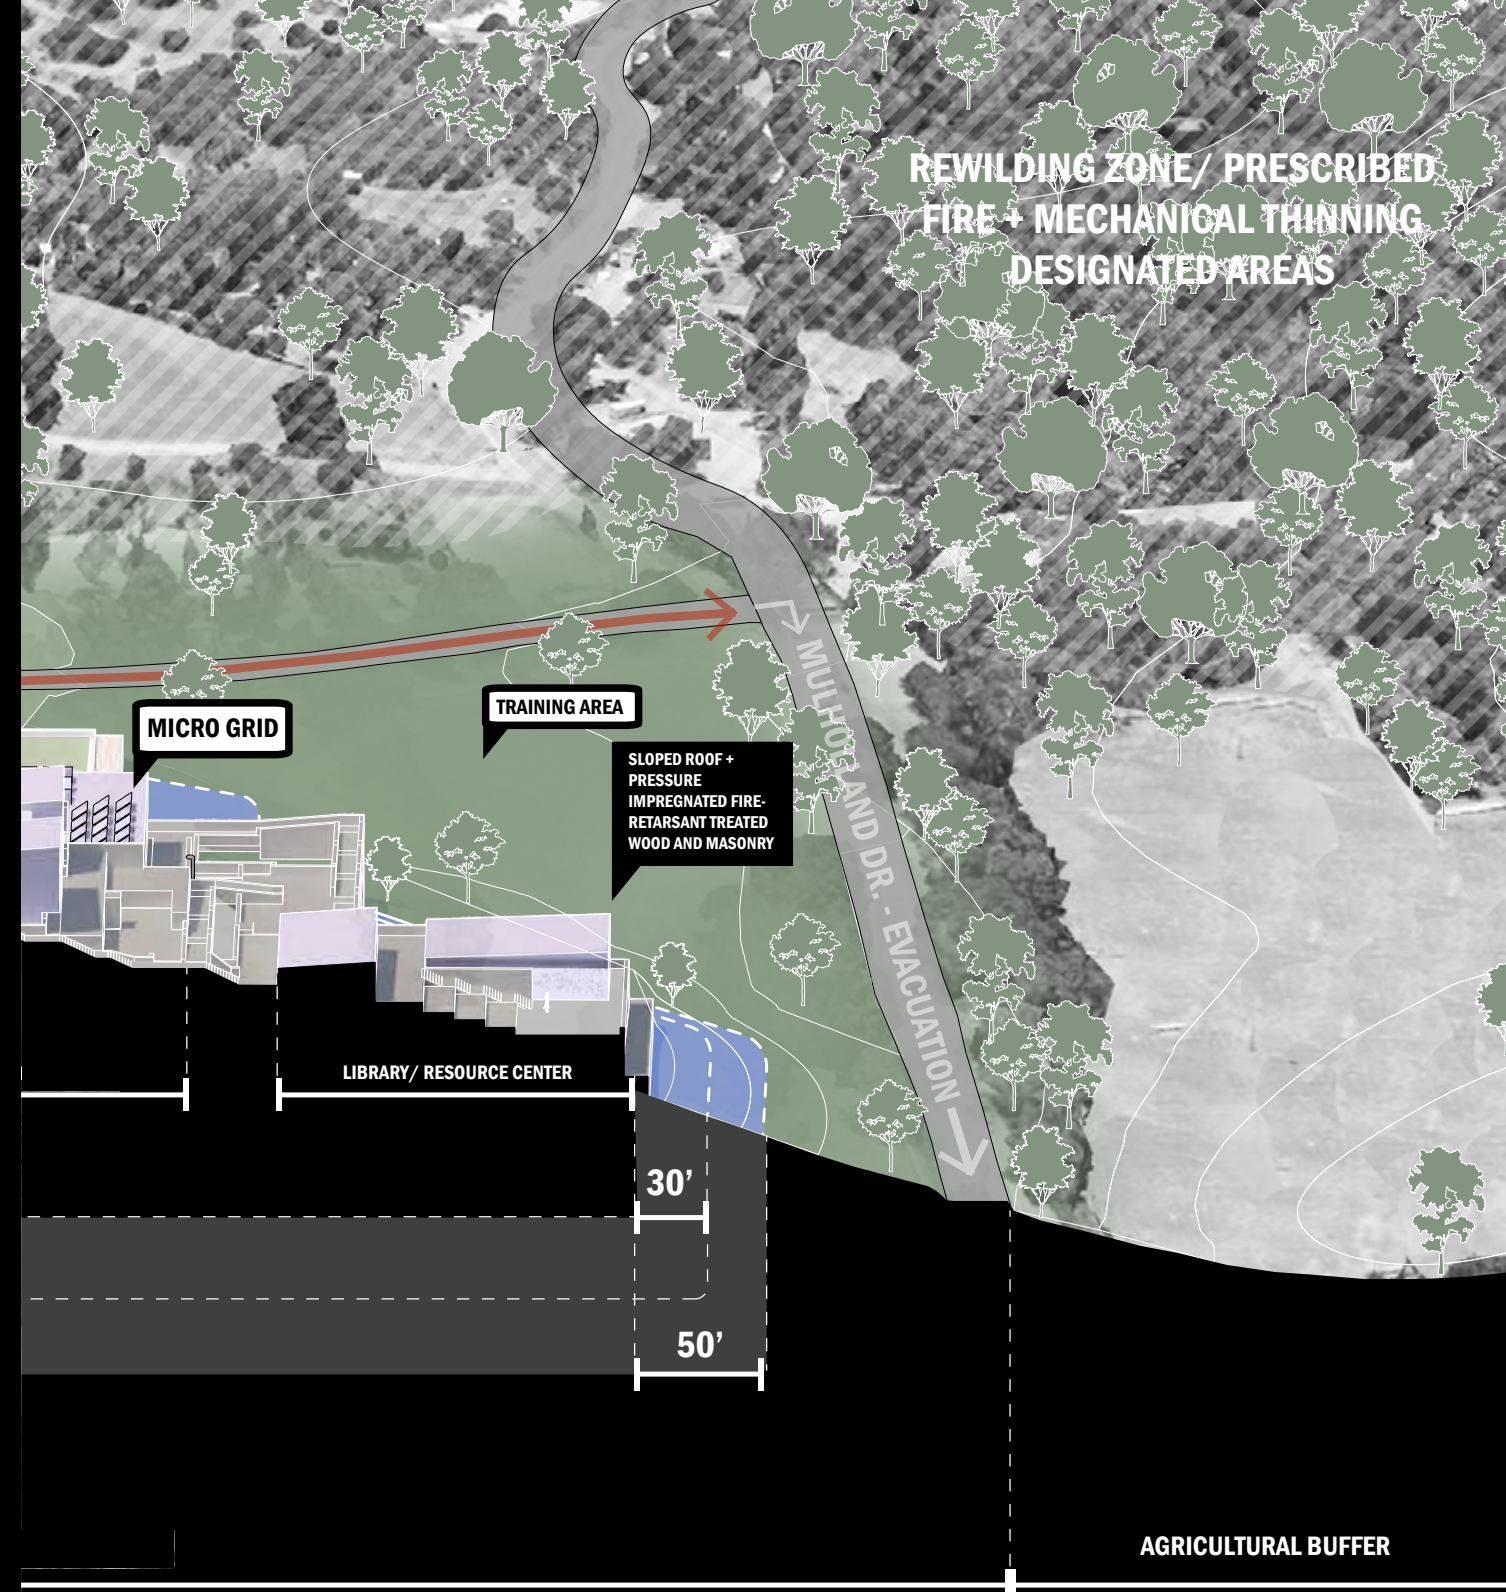 REWILDING ZONE/ PRESCRIBED
FIRE + MECHANICAL THINNING
DESIGNATED AREAS
MULHOLLAND DR. - EVACUATION
MICRO GRID
TRAINING AREA
SLOPED ROOF +
PRESSURE
IMPREGNATED FIRE-
RETARSANT TREATED
WOOD AND MASONRY
LIBRARY/ RESOURCE CENTER
30’
50’
AGRICULTURAL BUFFER